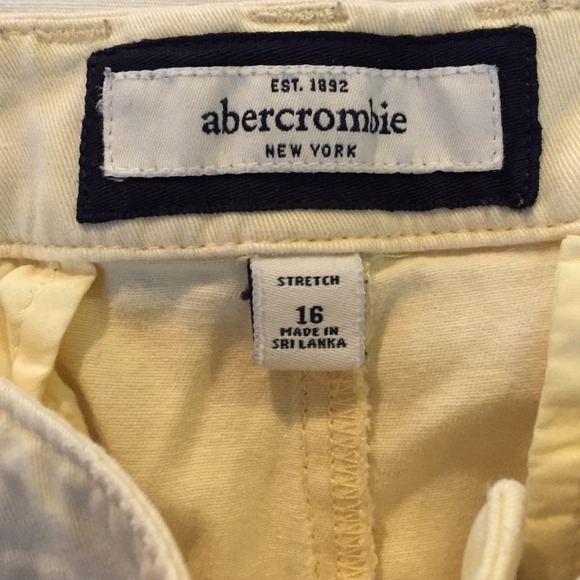 EST. 1892
abercrombie
NEW YORK
STRETCH
16
MADE IN
SRI LANKA